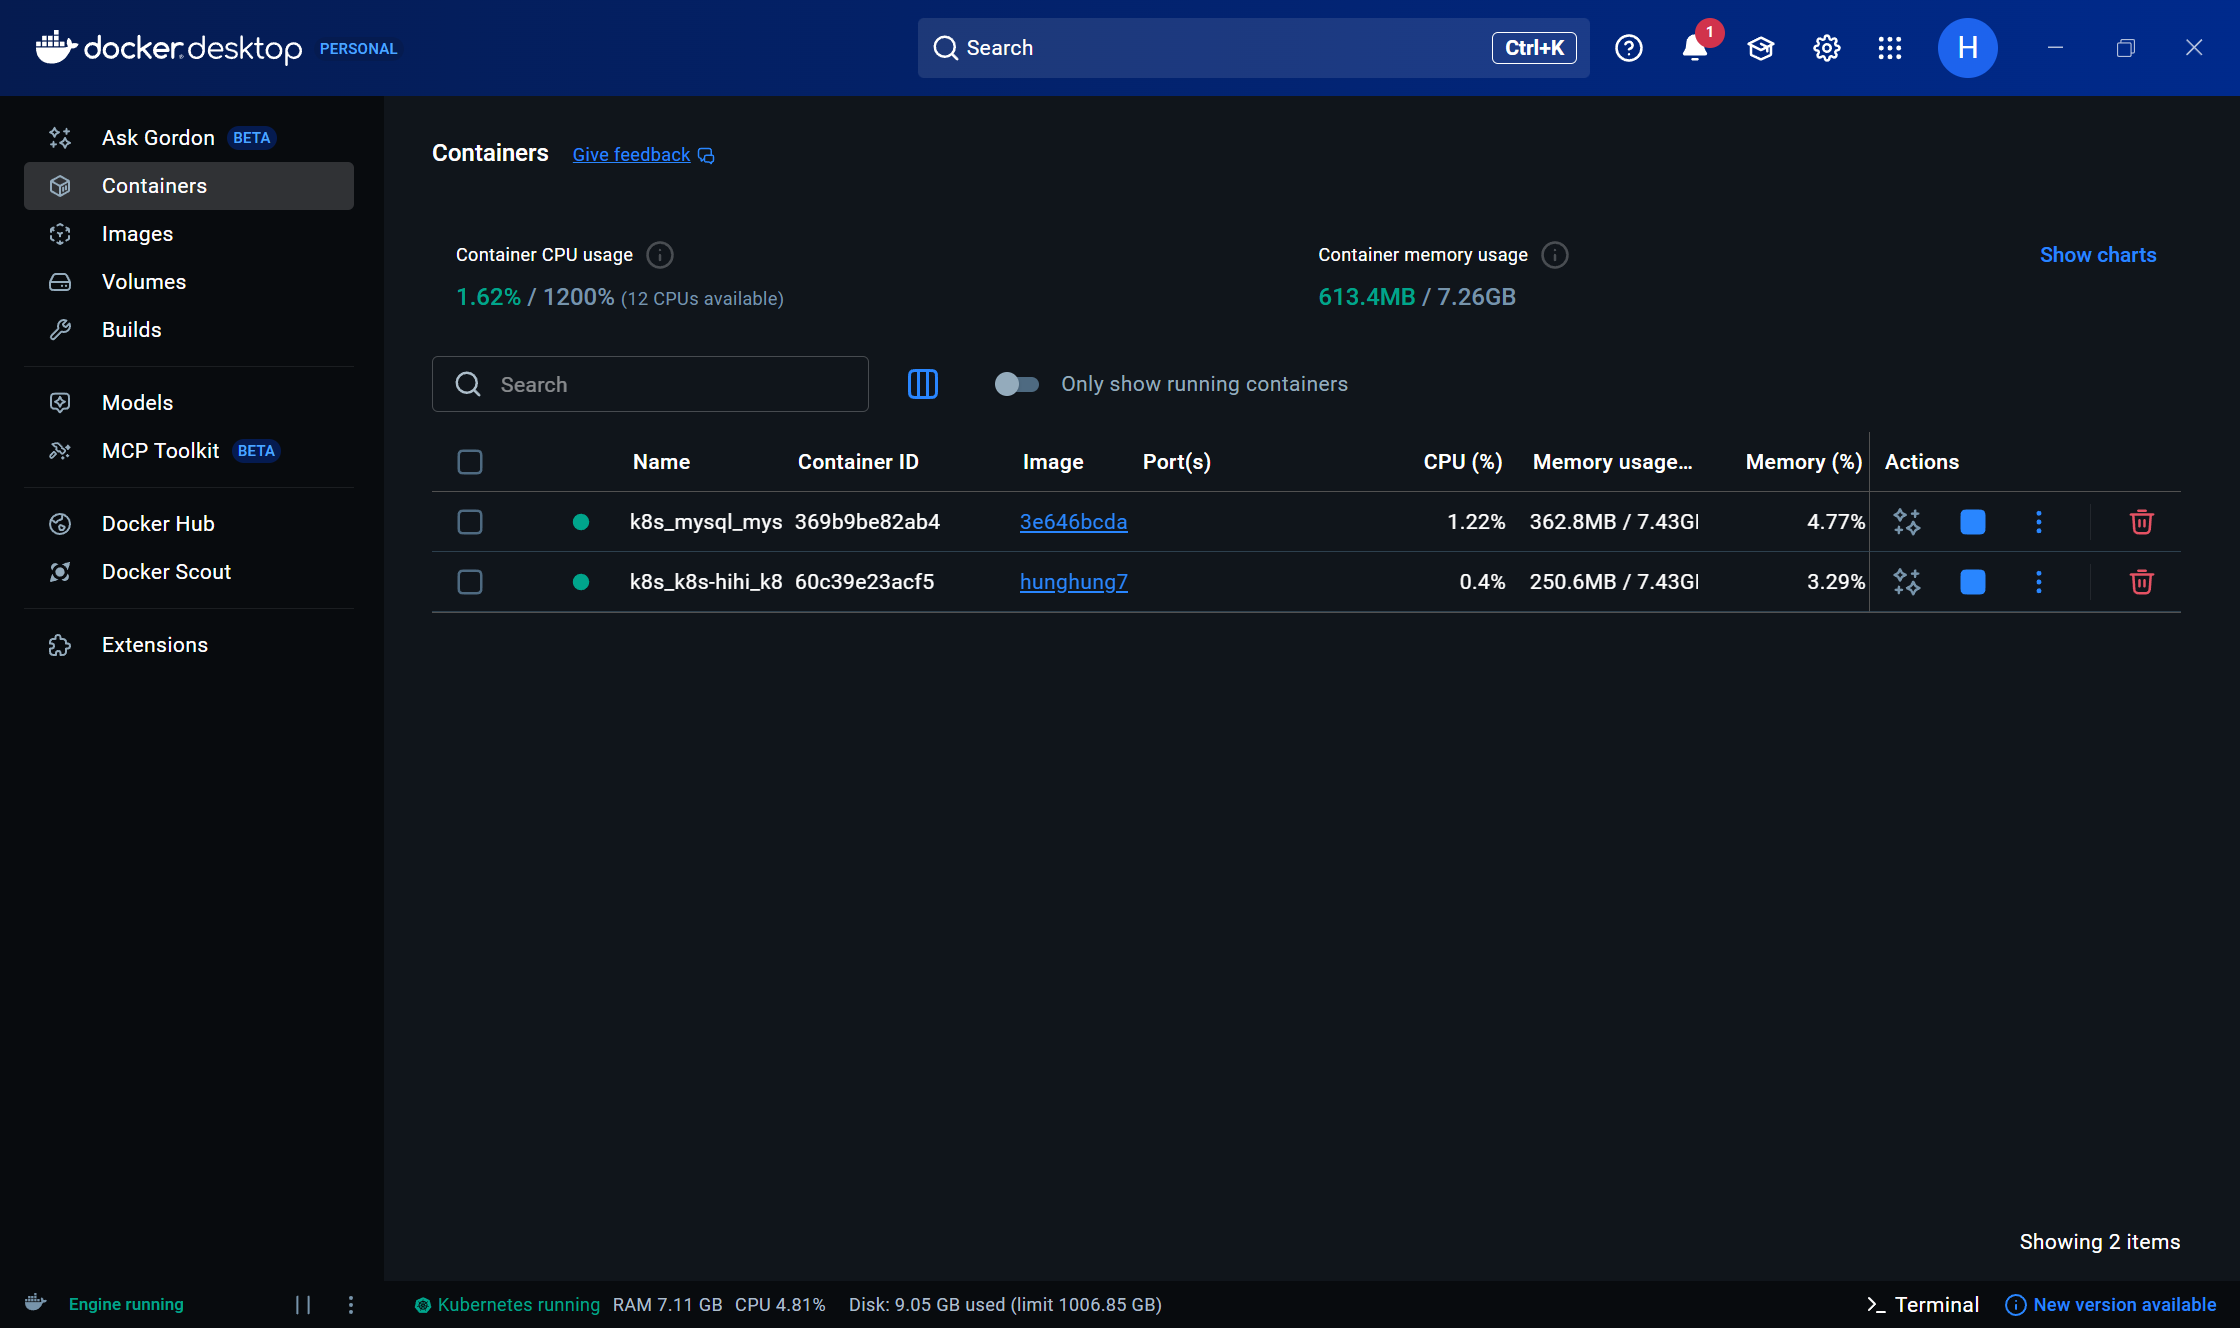 docker desktop PERSONAL
Search Ctrl+K
1
H
Ask Gordon BETA
Containers
Images
Volumes
Builds
Models
MCP Toolkit BETA
Docker Hub
Docker Scout
Extensions
Containers Give feedback
Container CPU usage
1.62% / 1200% (12 CPUs available)
Container memory usage
613.4MB / 7.26GB
Show charts
Search
Only show running containers
Name Container ID Image Port(s) CPU (%) Memory usage... Memory (%) Actions
k8s_mysql_mys 369b9be82ab4 3e646bcda 1.22% 362.8MB / 7.43GI 4.77%
k8s_k8s-hihi_k8 60c39e23acf5 hunghung7 0.4% 250.6MB / 7.43GI 3.29%
Showing 2 items
Engine running
Kubernetes running RAM 7.11 GB CPU 4.81% Disk: 9.05 GB used (limit 1006.85 GB)
Terminal
New version available